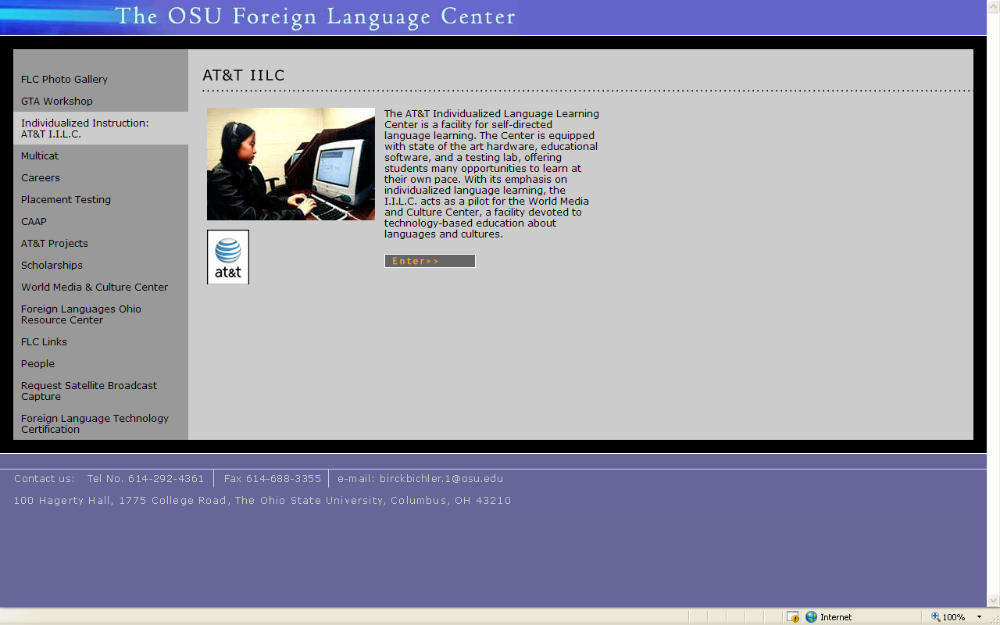 The OSU Foreign Language Center
FLC Photo Gallery
GTA Workshop
Individualized Instruction:
AT&T I.I.L.C.
Multicat
Careers
Placement Testing
CAAP
AT&T Projects
Scholarships
World Media & Culture Center
Foreign Languages Ohio
Resource Center
FLC Links
People
Request Satellite Broadcast
Capture
Foreign Language Technology
Certification
AT&T IILC
The AT&T Individualized Language Learning
Center is a facility for self-directed
language learning. The Center is equipped
with state of the art hardware, educational
software, and a testing lab, offering
students many opportunities to learn at
their own pace. With its emphasis on
individualized language learning, the
I.I.L.C. acts as a pilot for the World Media
and Culture Center, a facility devoted to
technology-based education about
languages and cultures.
at&t
Enter>>
Contact us: Tel No. 614-292-4361 Fax 614-688-3355 e-mail: birckbichler.1@osu.edu
100 Hagerty Hall, 1775 College Road, The Ohio State University, Columbus, OH 43210
Internet 100%